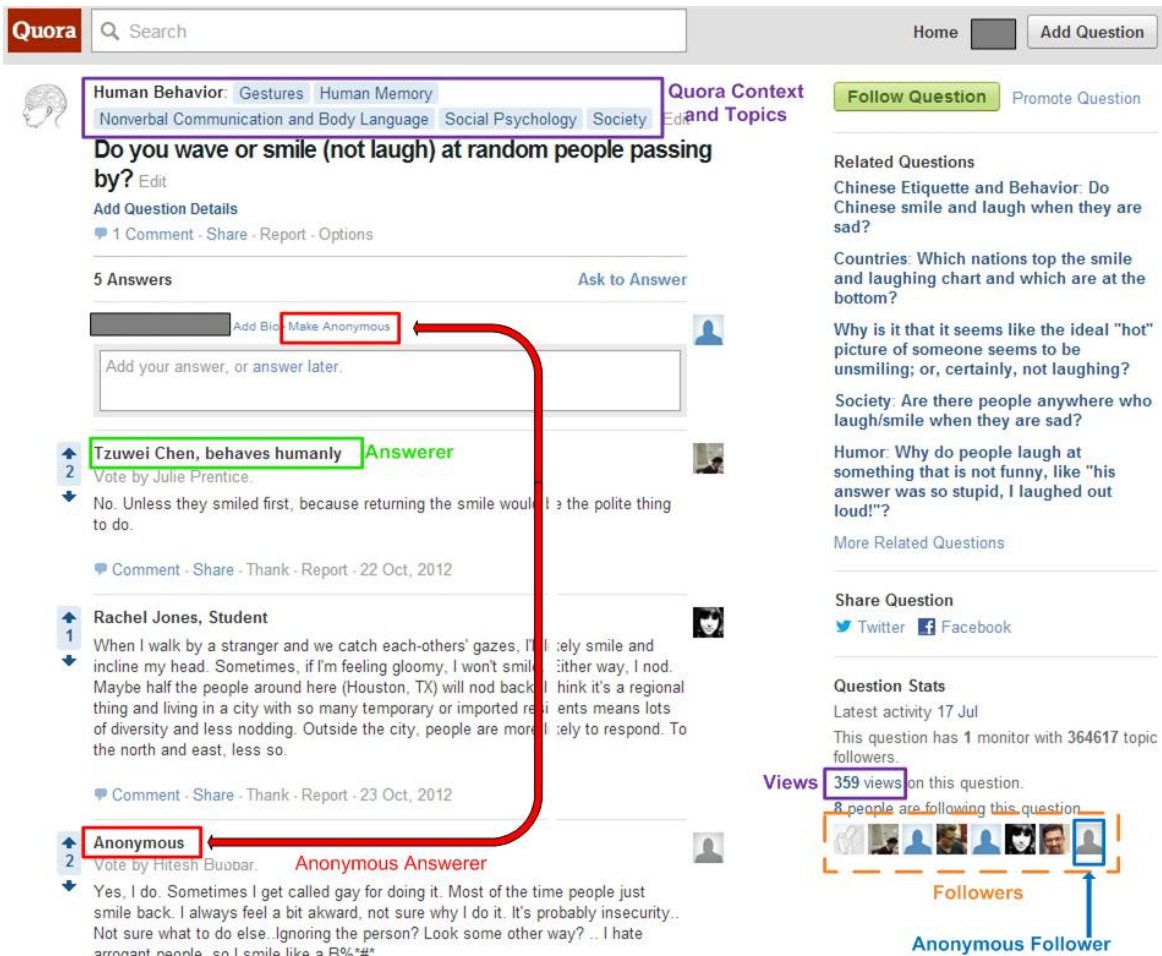 Quora
Search
Home
Add Question
Human Behavior: Gestures Human Memory
Nonverbal Communication and Body Language Social Psychology Society Edit
Quora Context
and Topics
Do you wave or smile (not laugh) at random people passing
by? Edit
Add Question Details
1 Comment - Share - Report - Options
5 Answers
Ask to Answer
Add Bio - Make Anonymous
Add your answer, or answer later.
2
Tzuwei Chen, behaves humanly
Answerer
Vote by Julie Prentice.
No. Unless they smiled first, because returning the smile would be the polite thing
to do.
Comment - Share - Thank - Report - 22 Oct, 2012
1
Rachel Jones, Student
When I walk by a stranger and we catch each-others' gazes, I'll likely smile and
incline my head. Sometimes, if I'm feeling gloomy, I won't smile. Either way, I nod.
Maybe half the people around here (Houston, TX) will nod back. I think it's a regional
thing and living in a city with so many temporary or imported residents means lots
of diversity and less nodding. Outside the city, people are more likely to respond. To
the north and east, less so.
Comment - Share - Thank - Report - 23 Oct, 2012
2
Anonymous
Anonymous Answerer
Vote by Hitesh
Yes, I do. Sometimes I get called gay for doing it. Most of the time people just
smile back. I always feel a bit akward, not sure why I do it. It's probably insecurity..
Not sure what to do else..Ignoring the person? Look some other way? .. I hate
arrogant people, so I smile like a B%*#*
Follow Question
Promote Question
Related Questions
Chinese Etiquette and Behavior: Do
Chinese smile and laugh when they are
sad?
Countries: Which nations top the smile
and laughing chart and which are at the
bottom?
Why is it that it seems like the ideal "hot"
picture of someone seems to be
unsmiling; or, certainly, not laughing?
Society: Are there people anywhere who
laugh/smile when they are sad?
Humor: Why do people laugh at
something that is not funny, like "his
answer was so stupid, I laughed out
loud!"?
More Related Questions
Share Question
Twitter Facebook
Question Stats
Latest activity 17 Jul
This question has 1 monitor with 364617 topic
followers.
Views
359 views on this question.
8 people are following this question
Followers
Anonymous Follower